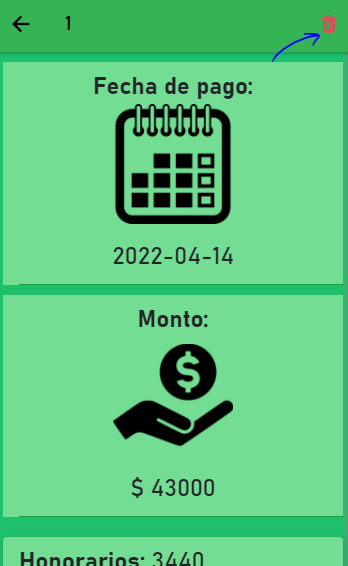 1
Fecha de pago:
2022-04-14
Monto:
$
$ 43000
Honorarios: 3440